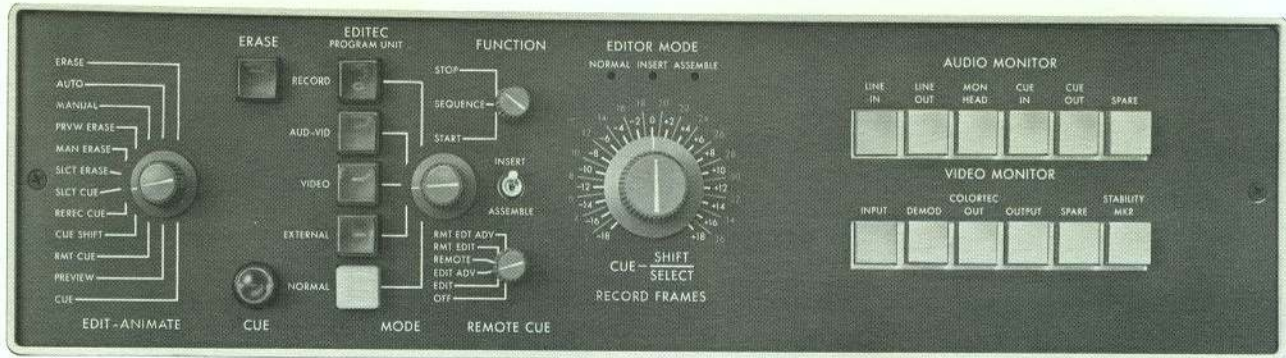 ERASE
AUTO
MANUAL
PRVW ERASE
MAN ERASE
SLCT ERASE
SLCT CUE
REREC CUE
CUE SHIFT
RMT CUE
PREVIEW
CUE
EDIT-ANIMATE
ERASE
CUE
EDITEC
PROGRAM UNIT
RECORD
AUD-VID
VIDEO
EXTERNAL
NORMAL
MODE
FUNCTION
STOP
SEQUENCE
START
INSERT
ASSEMBLE
RMT EDT ADV
RMT EDIT
REMOTE
EDIT ADV
EDIT
OFF
REMOTE CUE
EDITOR MODE
NORMAL INSERT ASSEMBLE
-18 -16 -14 -12 -10 -8 -6 -4 -2 0 +2 +4 +6 +8 +10 +12 +14 +16 +18
CUE - SHIFT
SELECT
RECORD FRAMES
AUDIO MONITOR
LINE IN
LINE OUT
MON HEAD
CUE IN
CUE OUT
SPARE
VIDEO MONITOR
INPUT
DEMOD
COLORTEC OUT
OUTPUT
SPARE
STABILITY MKR